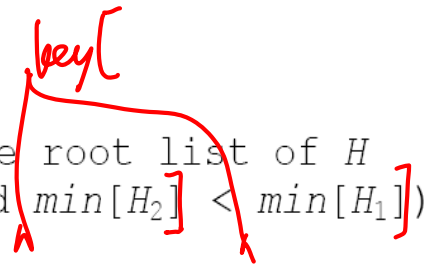 key[
e root list of H
d min[H₂]] < min[H₁]])